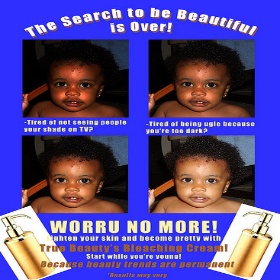 The Search to be Beautiful
is Over!
-Tired of not seeing people
your shade on TV?
-Tired of being ugle because
you're too dark?
WORRU NO MORE!
ghten your skin and become pretty with
True Beauty's Bleaching Cream!
Start while you're young!
Because beauty trends are permanent
*Results may vary